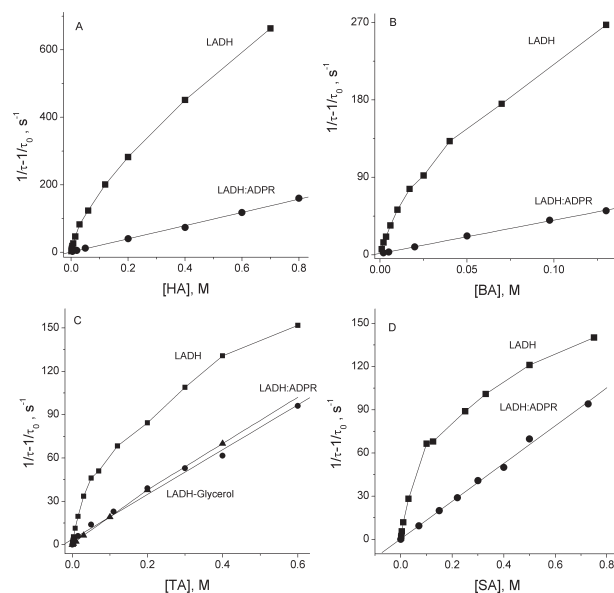 A
LADH
LADH:ADPR
600
400
200
0
0.0 0.2 0.4 0.6 0.8
[HA], M
1/τ-1/τ0 , s-1
B
LADH
LADH:ADPR
270
180
90
0
0.00 0.05 0.10
[BA], M
1/τ-1/τ0 , s-1
C
LADH
LADH:ADPR
LADH-Glycerol
150
120
90
60
30
0
0.0 0.2 0.4 0.6
[TA], M
1/τ-1/τ0 , s-1
D
LADH
LADH:ADPR
150
120
90
60
30
0
0.0 0.2 0.4 0.6 0.8
[SA], M
1/τ-1/τ0 , s-1